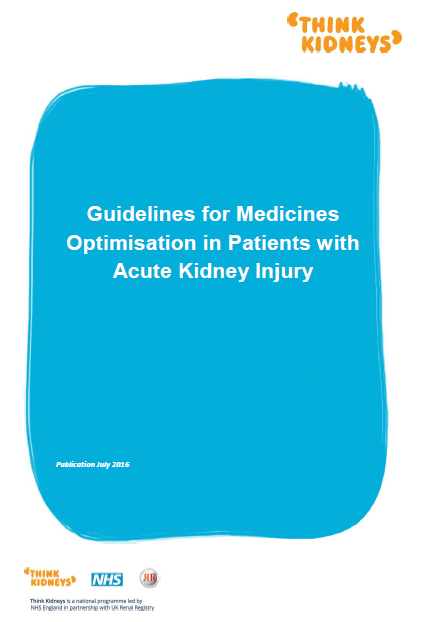 THINK
KIDNEYS
Guidelines for Medicines
Optimisation in Patients with
Acute Kidney Injury
Publication July 2016
THINK
KIDNEYS
NHS
RR
Think Kidneys is a national programme led by
NHS England in partnership with UK Renal Registry